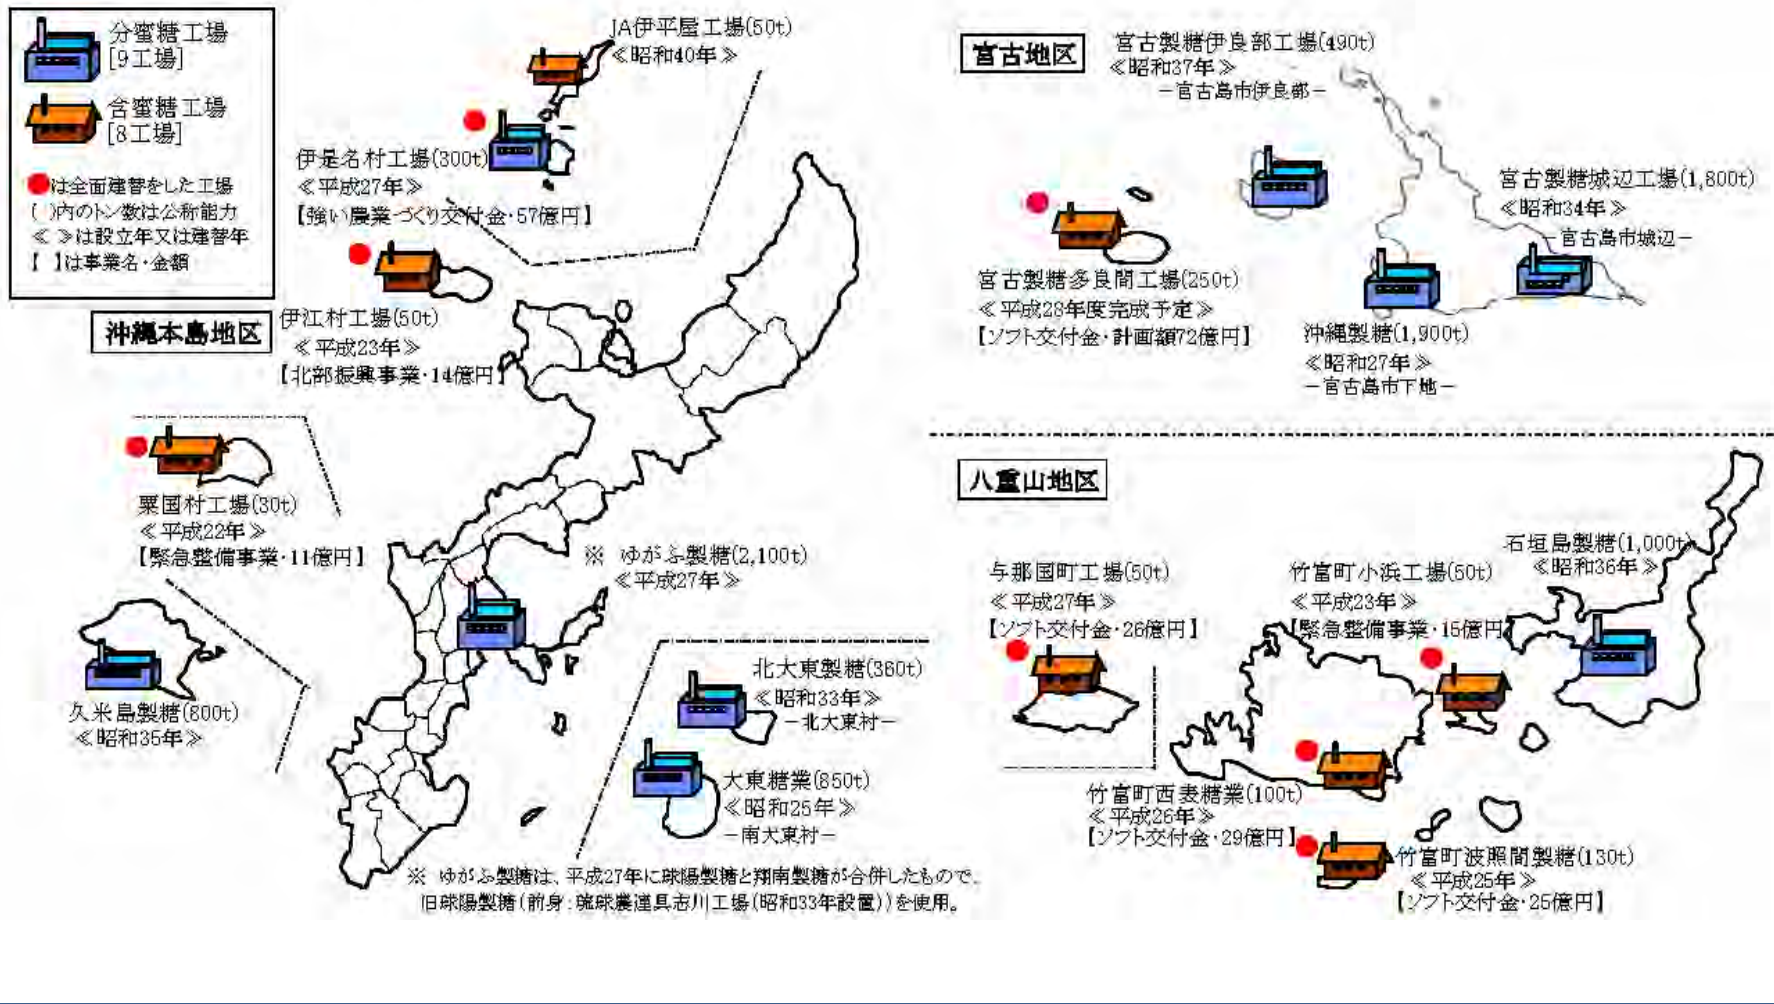 分蜜糖工場
[9工場]
含蜜糖工場
[8工場]
●は全面建替をした工場
( )内のトン数は公称能力
≪ ≫は設立年又は建替年
【 】は事業名・金額
沖縄本島地区
JA伊平屋工場(50t)
≪昭和40年≫
伊是名村工場(300t)
≪平成27年≫
【強い農業づくり交付金・57億円】
伊江村工場(50t)
≪平成23年≫
【北部振興事業・14億円】
粟国村工場(30t)
≪平成22年≫
【緊急整備事業・11億円】
久米島製糖(800t)
≪昭和35年≫
※ ゆがふ製糖(2,100t)
≪平成27年≫
北大東製糖(360t)
≪昭和33年≫
－北大東村－
大東糖業(850t)
≪昭和25年≫
－南大東村－
※ ゆがふ製糖は、平成27年に球陽製糖と翔南製糖が合併したもので、
旧球陽製糖(前身:琉球農連具志川工場(昭和33年設置))を使用。
宮古地区
宮古製糖伊良部工場(490t)
≪昭和37年≫
－宮古島市伊良部－
宮古製糖城辺工場(1,800t)
≪昭和34年≫
－宮古島市城辺－
宮古製糖多良間工場(250t)
≪平成28年度完成予定≫
【ソフト交付金・計画額72億円】
沖縄製糖(1,900t)
≪昭和27年≫
－宮古島市下地－
八重山地区
石垣島製糖(1,000t)
≪昭和36年≫
与那国町工場(50t)
≪平成27年≫
【ソフト交付金・26億円】
竹富町小浜工場(50t)
≪平成23年≫
【緊急整備事業・15億円】
竹富町西表糖業(100t)
≪平成26年≫
【ソフト交付金・29億円】
竹富町波照間製糖(130t)
≪平成25年≫
【ソフト交付金・25億円】